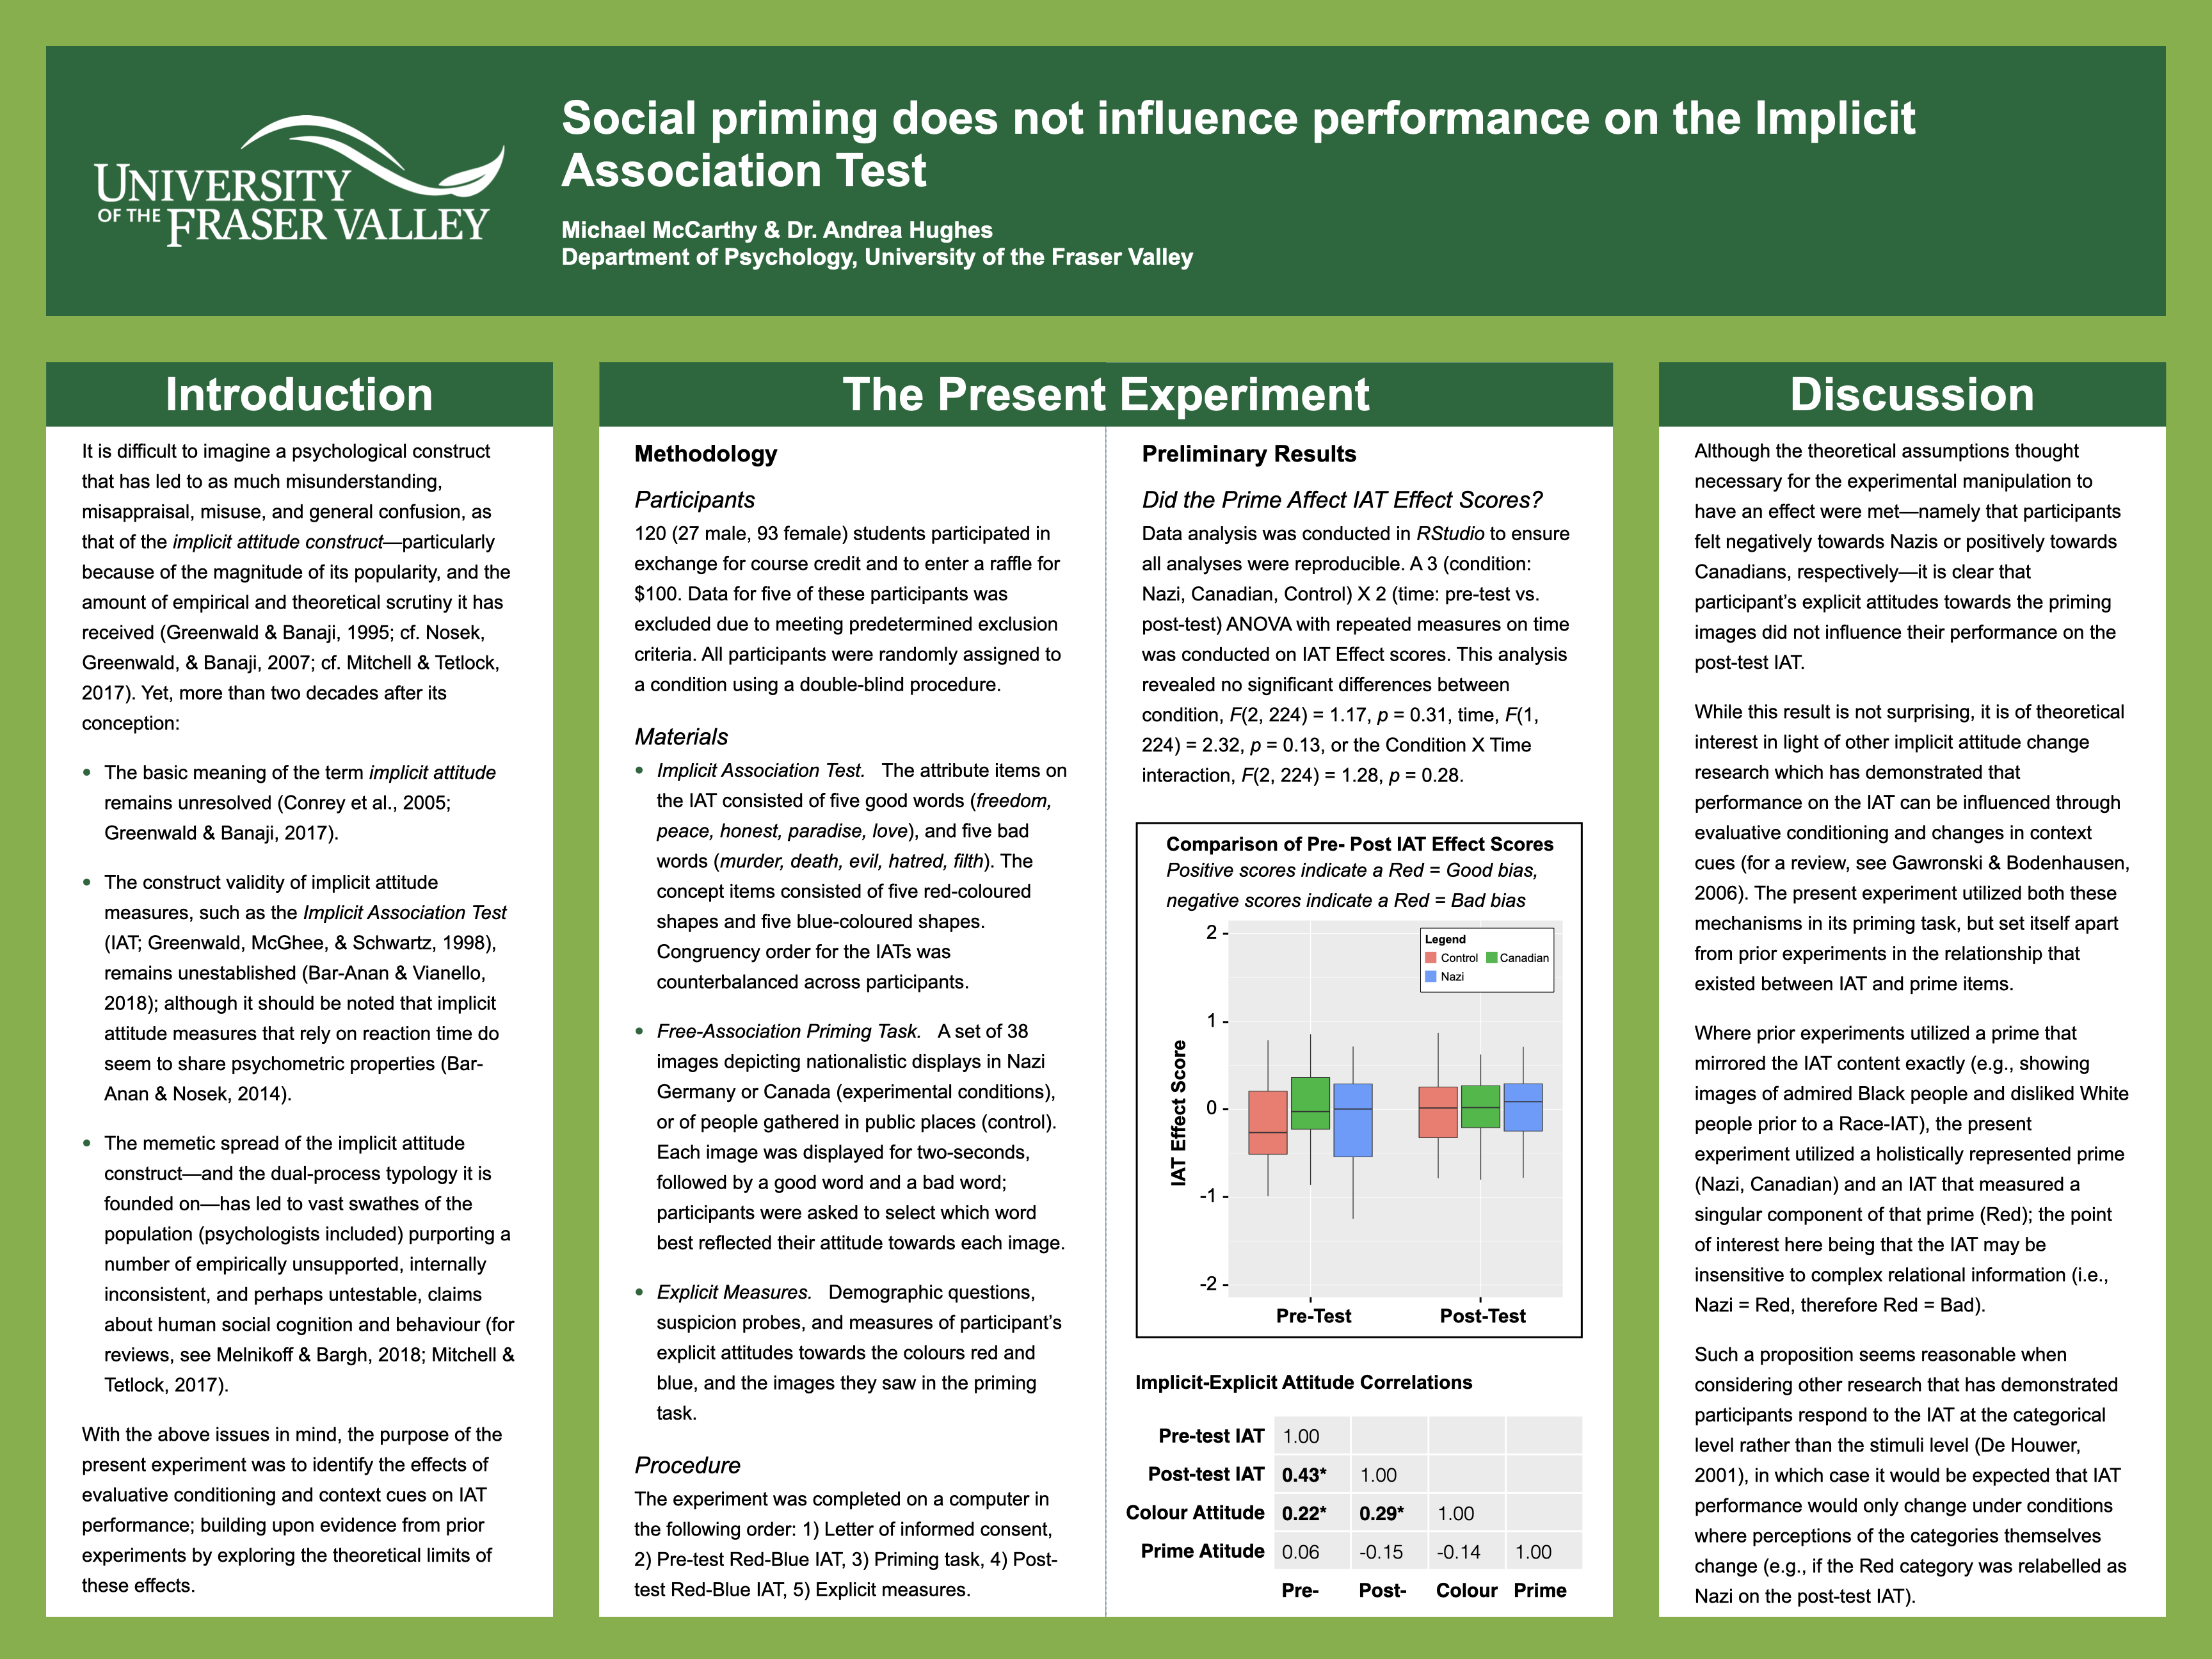 UNIVERSITY
OF THE FRASER VALLEY
Social priming does not influence performance on the Implicit
Association Test
Michael McCarthy & Dr. Andrea Hughes
Department of Psychology, University of the Fraser Valley
Introduction
It is difficult to imagine a psychological construct
that has led to as much misunderstanding,
misappraisal, misuse, and general confusion, as
that of the implicit attitude construct—particularly
because of the magnitude of its popularity, and the
amount of empirical and theoretical scrutiny it has
received (Greenwald & Banaji, 1995; cf. Nosek,
Greenwald, & Banaji, 2007; cf. Mitchell & Tetlock,
2017). Yet, more than two decades after its
conception:
• The basic meaning of the term implicit attitude
remains unresolved (Conrey et al., 2005;
Greenwald & Banaji, 2017).
• The construct validity of implicit attitude
measures, such as the Implicit Association Test
(IAT; Greenwald, McGhee, & Schwartz, 1998),
remains unestablished (Bar-Anan & Vianello,
2018); although it should be noted that implicit
attitude measures that rely on reaction time do
seem to share psychometric properties (Bar-
Anan & Nosek, 2014).
• The memetic spread of the implicit attitude
construct—and the dual-process typology it is
founded on—has led to vast swathes of the
population (psychologists included) purporting a
number of empirically unsupported, internally
inconsistent, and perhaps untestable, claims
about human social cognition and behaviour (for
reviews, see Melnikoff & Bargh, 2018; Mitchell &
Tetlock, 2017).
With the above issues in mind, the purpose of the
present experiment was to identify the effects of
evaluative conditioning and context cues on IAT
performance; building upon evidence from prior
experiments by exploring the theoretical limits of
these effects.
The Present Experiment
Methodology
Participants
120 (27 male, 93 female) students participated in
exchange for course credit and to enter a raffle for
$100. Data for five of these participants was
excluded due to meeting predetermined exclusion
criteria. All participants were randomly assigned to
a condition using a double-blind procedure.
Materials
• Implicit Association Test. The attribute items on
the IAT consisted of five good words (freedom,
peace, honest, paradise, love), and five bad
words (murder, death, evil, hatred, filth). The
concept items consisted of five red-coloured
shapes and five blue-coloured shapes.
Congruency order for the IATs was
counterbalanced across participants.
• Free-Association Priming Task. A set of 38
images depicting nationalistic displays in Nazi
Germany or Canada (experimental conditions),
or of people gathered in public places (control).
Each image was displayed for two-seconds,
followed by a good word and a bad word;
participants were asked to select which word
best reflected their attitude towards each image.
• Explicit Measures. Demographic questions,
suspicion probes, and measures of participant's
explicit attitudes towards the colours red and
blue, and the images they saw in the priming
task.
Procedure
The experiment was completed on a computer in
the following order: 1) Letter of informed consent,
2) Pre-test Red-Blue IAT, 3) Priming task, 4) Post-
test Red-Blue IAT, 5) Explicit measures.
Preliminary Results
Did the Prime Affect IAT Effect Scores?
Data analysis was conducted in RStudio to ensure
all analyses were reproducible. A 3 (condition:
Nazi, Canadian, Control) X 2 (time: pre-test vs.
post-test) ANOVA with repeated measures on time
was conducted on IAT Effect scores. This analysis
revealed no significant differences between
condition, F(2, 224) = 1.17, p = 0.31, time, F(1,
224) = 2.32, p = 0.13, or the Condition X Time
interaction, F(2, 224) = 1.28, p = 0.28.
Comparison of Pre- Post IAT Effect Scores
Positive scores indicate a Red = Good bias,
negative scores indicate a Red = Bad bias
Legend
Control Canadian
Nazi
IAT Effect Score
2
1
0
-1
-2
Pre-Test Post-Test
Implicit-Explicit Attitude Correlations
Pre-test IAT 1.00
Post-test IAT 0.43* 1.00
Colour Attitude 0.22* 0.29* 1.00
Prime Atitude 0.06 -0.15 -0.14 1.00
Pre- Post- Colour Prime
Discussion
Although the theoretical assumptions thought
necessary for the experimental manipulation to
have an effect were met—namely that participants
felt negatively towards Nazis or positively towards
Canadians, respectively—it is clear that
participant's explicit attitudes towards the priming
images did not influence their performance on the
post-test IAT.
While this result is not surprising, it is of theoretical
interest in light of other implicit attitude change
research which has demonstrated that
performance on the IAT can be influenced through
evaluative conditioning and changes in context
cues (for a review, see Gawronski & Bodenhausen,
2006). The present experiment utilized both these
mechanisms in its priming task, but set itself apart
from prior experiments in the relationship that
existed between IAT and prime items.
Where prior experiments utilized a prime that
mirrored the IAT content exactly (e.g., showing
images of admired Black people and disliked White
people prior to a Race-IAT), the present
experiment utilized a holistically represented prime
(Nazi, Canadian) and an IAT that measured a
singular component of that prime (Red); the point
of interest here being that the IAT may be
insensitive to complex relational information (i.e.,
Nazi = Red, therefore Red = Bad).
Such a proposition seems reasonable when
considering other research that has demonstrated
participants respond to the IAT at the categorical
level rather than the stimuli level (De Houwer,
2001), in which case it would be expected that IAT
performance would only change under conditions
where perceptions of the categories themselves
change (e.g., if the Red category was relabelled as
Nazi on the post-test IAT).